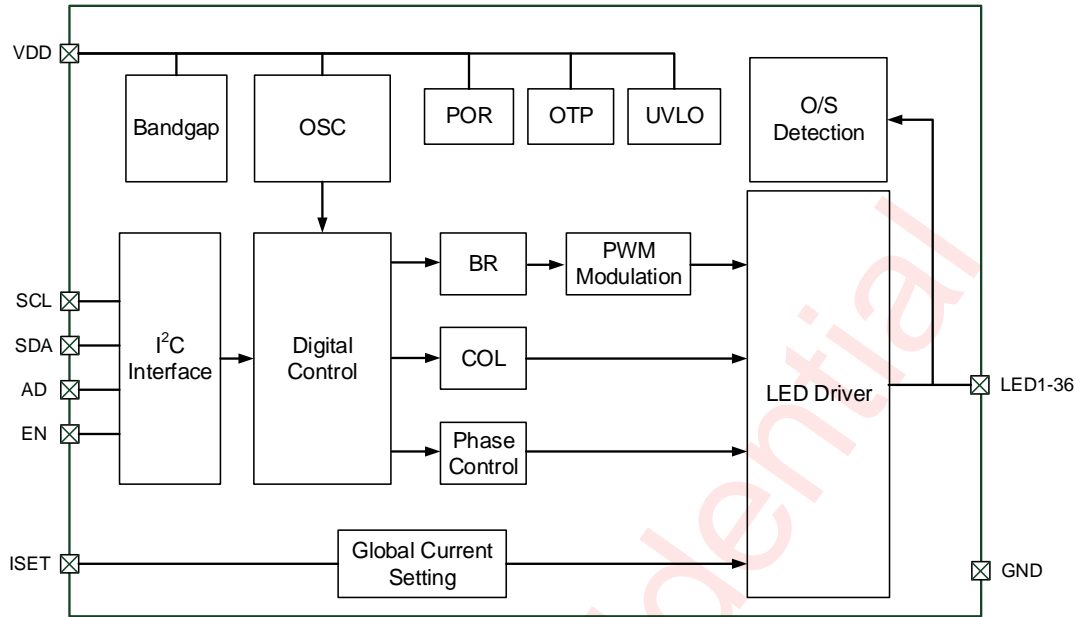 VDD
Bandgap
OSC
POR
OTP
UVLO
O/S
Detection
SCL
SDA
AD
EN
I²C
Interface
Digital
Control
BR
PWM
Modulation
COL
Phase
Control
LED Driver
LED1-36
ISET
Global Current
Setting
GND
idential